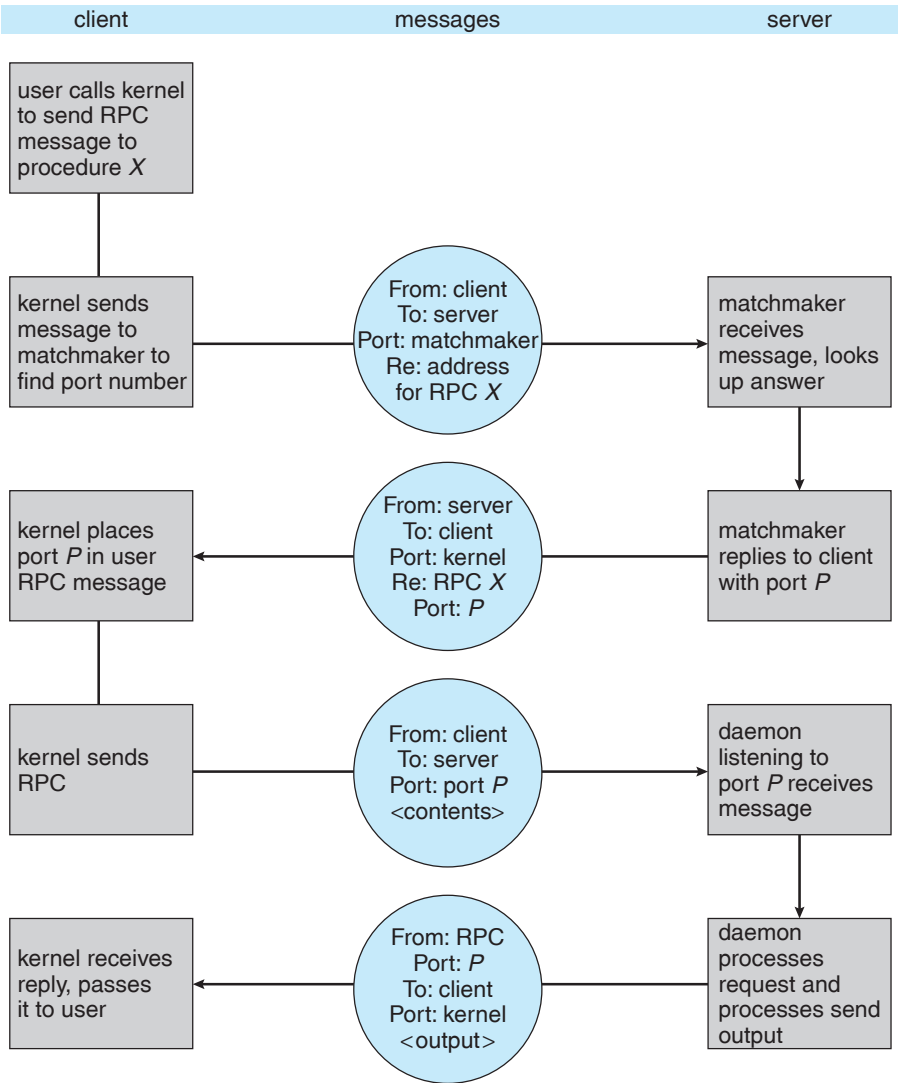 client
messages
server
user calls kernel
to send RPC
message to
procedure X
kernel sends
message to
matchmaker to
find port number
From: client
To: server
Port: matchmaker
Re: address
for RPC X
matchmaker
receives
message, looks
up answer
kernel places
port P in user
RPC message
From: server
To: client
Port: kernel
Re: RPC X
Port: P
matchmaker
replies to client
with port P
kernel sends
RPC
From: client
To: server
Port: port P
<contents>
daemon
listening to
port P receives
message
kernel receives
reply, passes
it to user
From: RPC
Port: P
To: client
Port: kernel
<output>
daemon
processes
request and
processes send
output